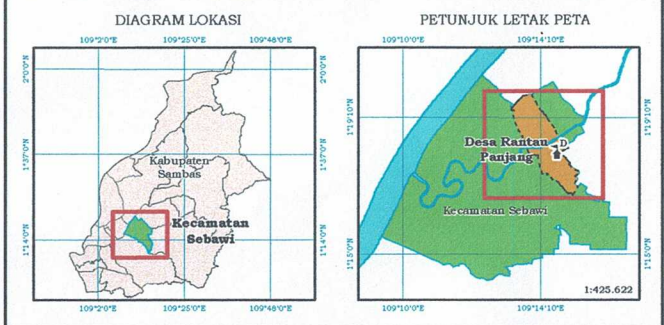 DIAGRAM LOKASI
109°2'0"E 109°25'0"E 109°48'0"E
2°0'0"N 2°0'0"N
1°37'0"N 1°37'0"N
Kabupaten
Sambas
Kecamatan
Sebawi
1°14'0"N 1°14'0"N
109°2'0"E 109°25'0"E 109°48'0"E
PETUNJUK LETAK PETA
109°10'0"E 109°14'10"E
1°19'10"N 1°19'10"N
Desa Rantau
Panjang
D
Kecamatan Sebawi
1°15'0"N 1°15'0"N
1:425.622
109°10'0"E 109°14'10"E